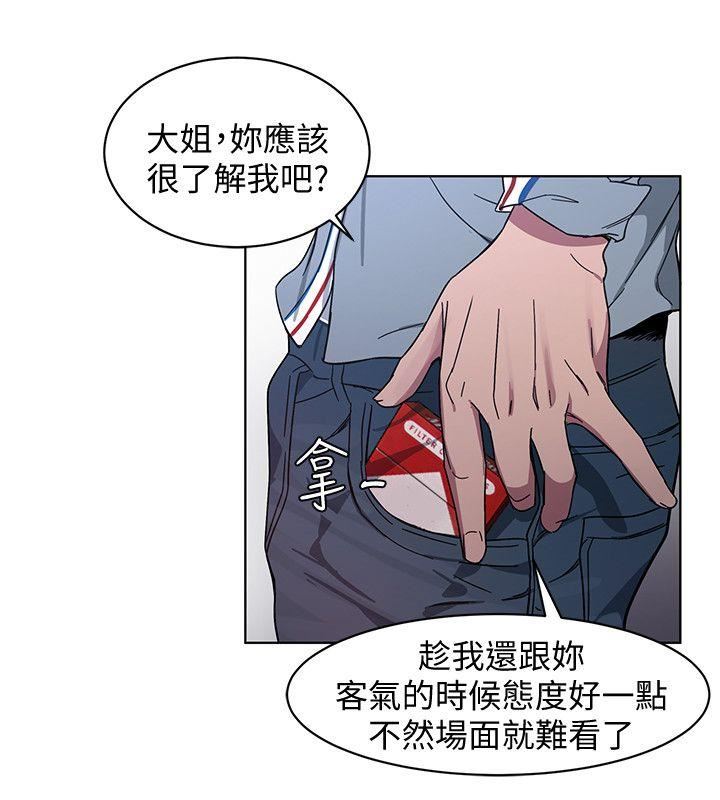 大姐，妳應該
很了解我吧？
FILTER C
拿-
趁我還跟妳
客氣的時候態度好一點
不然場面就難看了